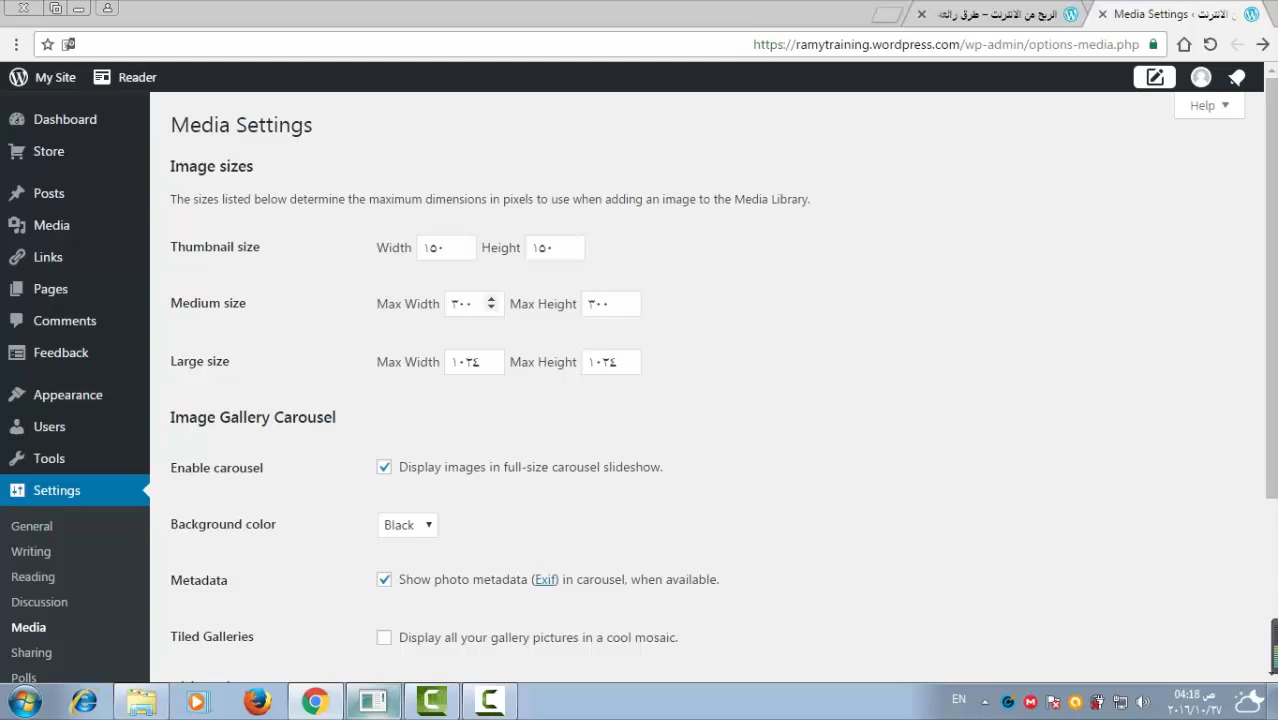 الربح من الانترنت – طرق رائعة
Media Settings ‹ من الانترنت
https://ramytraining.wordpress.com/wp-admin/options-media.php
My Site
Reader
Help
Dashboard
Store
Posts
Media
Links
Pages
Comments
Feedback
Appearance
Users
Tools
Settings
General
Writing
Reading
Discussion
Media
Sharing
Polls
Media Settings
Image sizes
The sizes listed below determine the maximum dimensions in pixels to use when adding an image to the Media Library.
Thumbnail size Width ١٥٠ Height ١٥٠
Medium size Max Width ٣٠٠ Max Height ٣٠٠
Large size Max Width ١٠٢٤ Max Height ١٠٢٤
Image Gallery Carousel
Enable carousel Display images in full-size carousel slideshow.
Background color Black
Metadata Show photo metadata (Exif) in carousel, when available.
Tiled Galleries Display all your gallery pictures in a cool mosaic.
EN
04:18 ص
٢٠١٦/١٠/٢٧